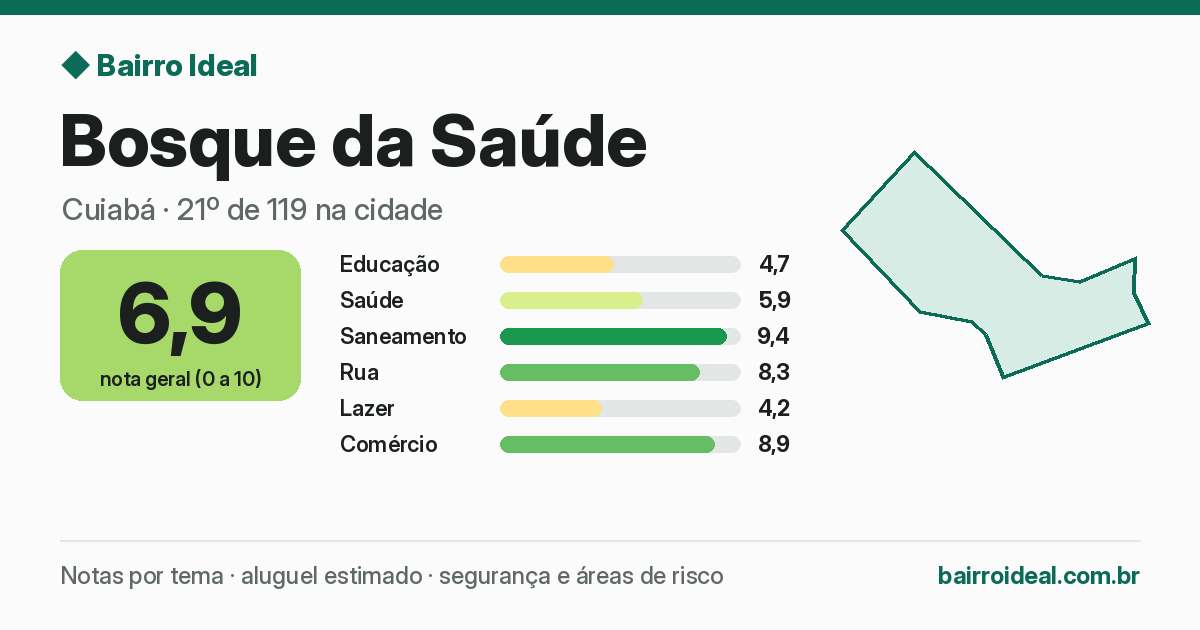 Bairro Ideal
Bosque da Saúde
Cuiabá · 21º de 119 na cidade
6,9
nota geral (0 a 10)
Educação 4,7
Saúde 5,9
Saneamento 9,4
Rua 8,3
Lazer 4,2
Comércio 8,9
Notas por tema · aluguel estimado · segurança e áreas de risco
bairroideal.com.br